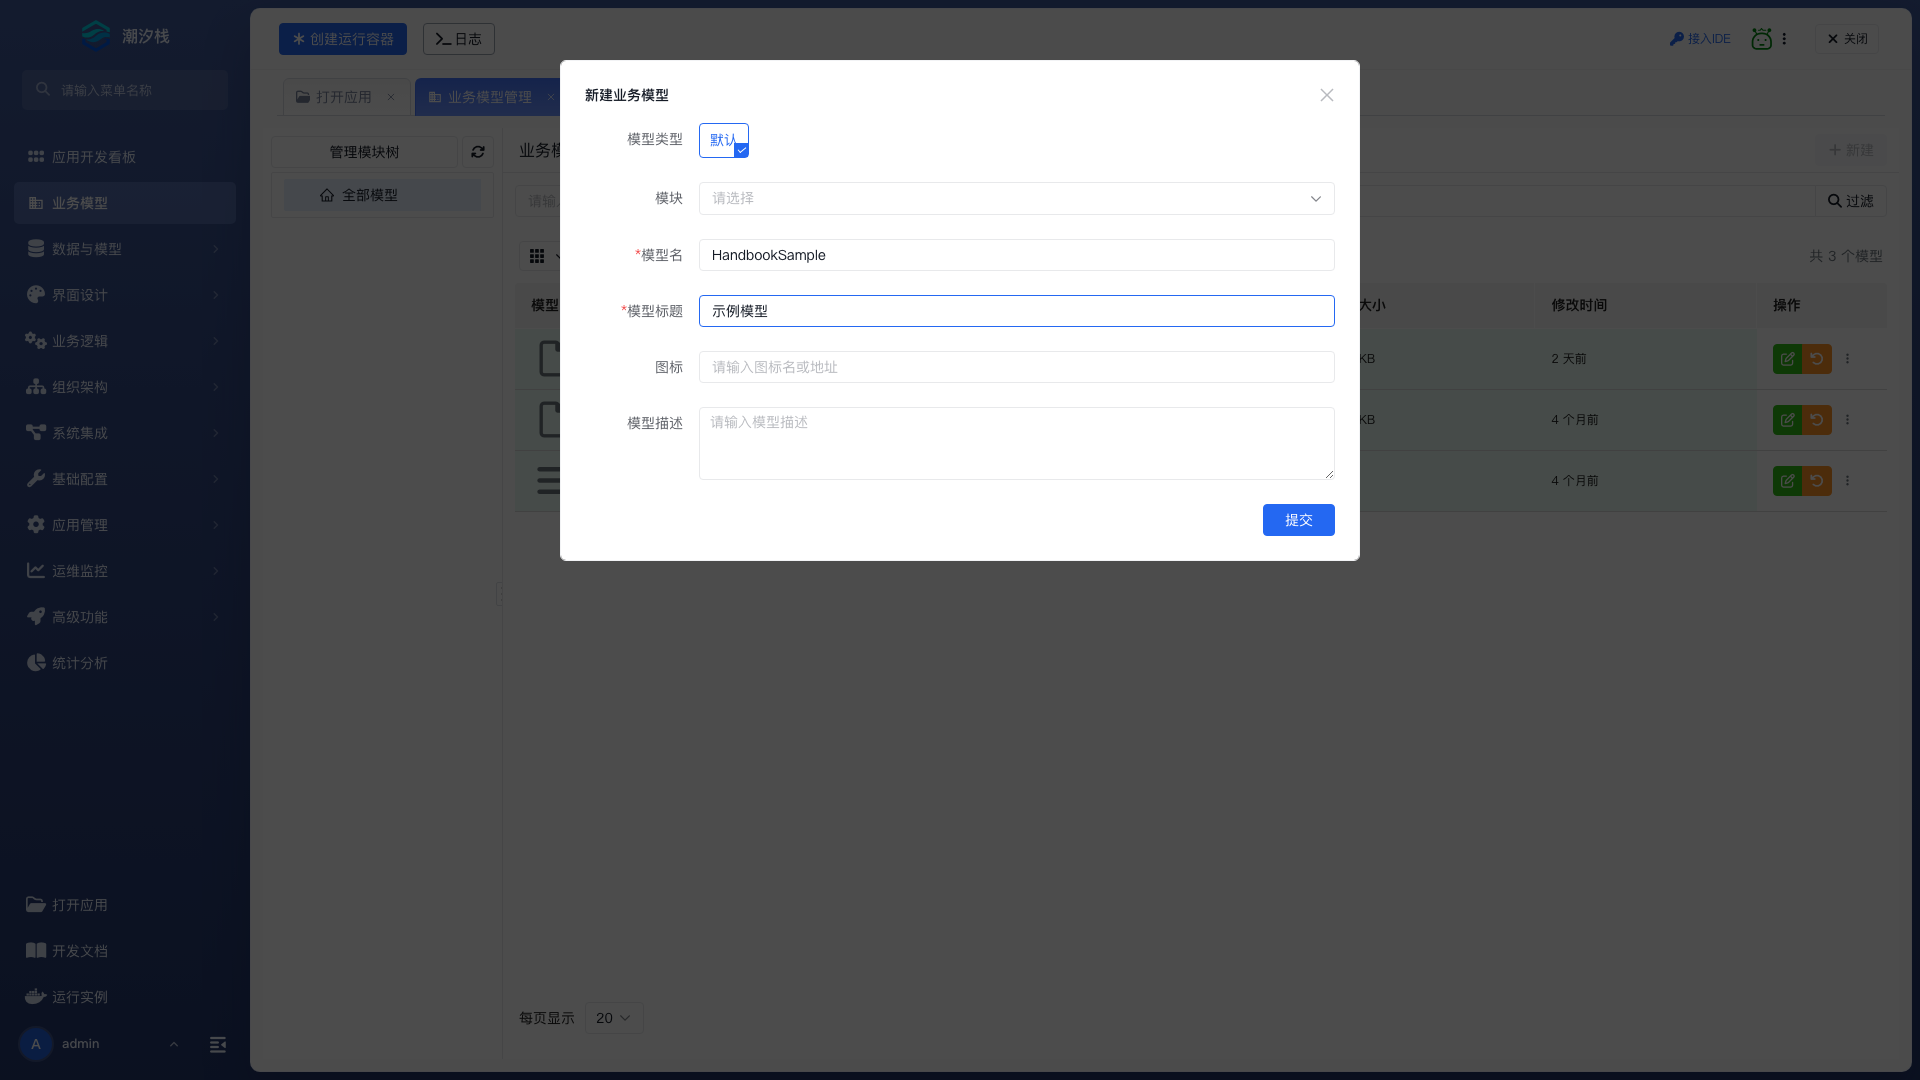 潮汐栈
请输入菜单名称
应用开发看板
业务模型
数据与模型
界面设计
业务逻辑
组织架构
系统集成
基础配置
应用管理
运维监控
高级功能
统计分析
打开应用
开发文档
运行实例
A admin
创建运行容器 日志
接入IDE 关闭
打开应用 业务模型管理
管理模块树
全部模型
业务模
新建
请输入
过滤
共 3 个模型
模型 大小 修改时间 操作
KB 2 天前
KB 4 个月前
4 个月前
每页显示 20
新建业务模型
模型类型 默认
模块 请选择
*模型名 HandbookSample
*模型标题 示例模型
图标 请输入图标名或地址
模型描述 请输入模型描述
提交